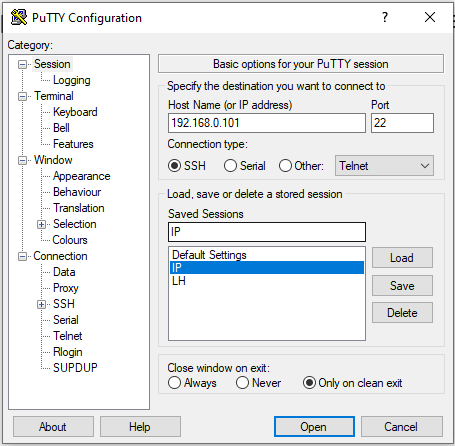 PuTTY Configuration
Category:
Session
Logging
Terminal
Keyboard
Bell
Features
Window
Appearance
Behaviour
Translation
Selection
Colours
Connection
Data
Proxy
SSH
Serial
Telnet
Rlogin
SUPDUP
Basic options for your PuTTY session
Specify the destination you want to connect to
Host Name (or IP address) Port
192.168.0.101 22
Connection type:
SSH Serial Other: Telnet
Load, save or delete a stored session
Saved Sessions
IP
Default Settings
IP
LH
Load
Save
Delete
Close window on exit:
Always Never Only on clean exit
About Help Open Cancel